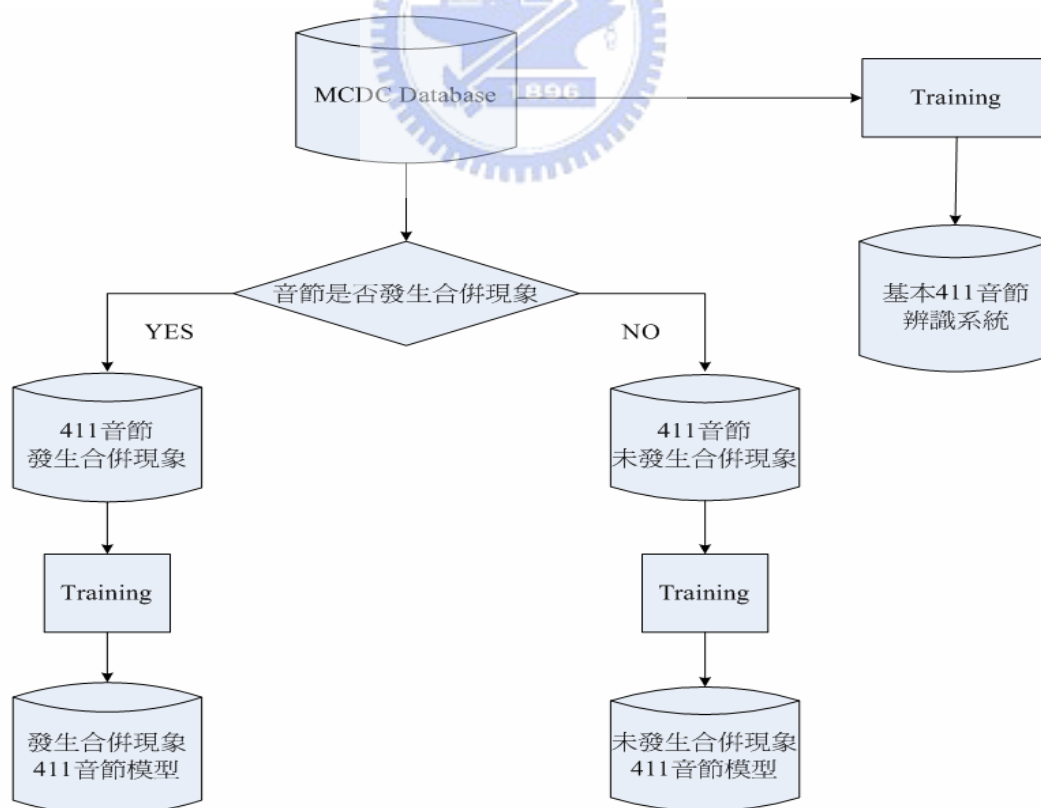 1896
MCDC Database
Training
音節是否發生合併現象
基本411音節
辨識系統
YES
NO
411音節
發生合併現象
411音節
未發生合併現象
Training
Training
發生合併現象
411音節模型
未發生合併現象
411音節模型